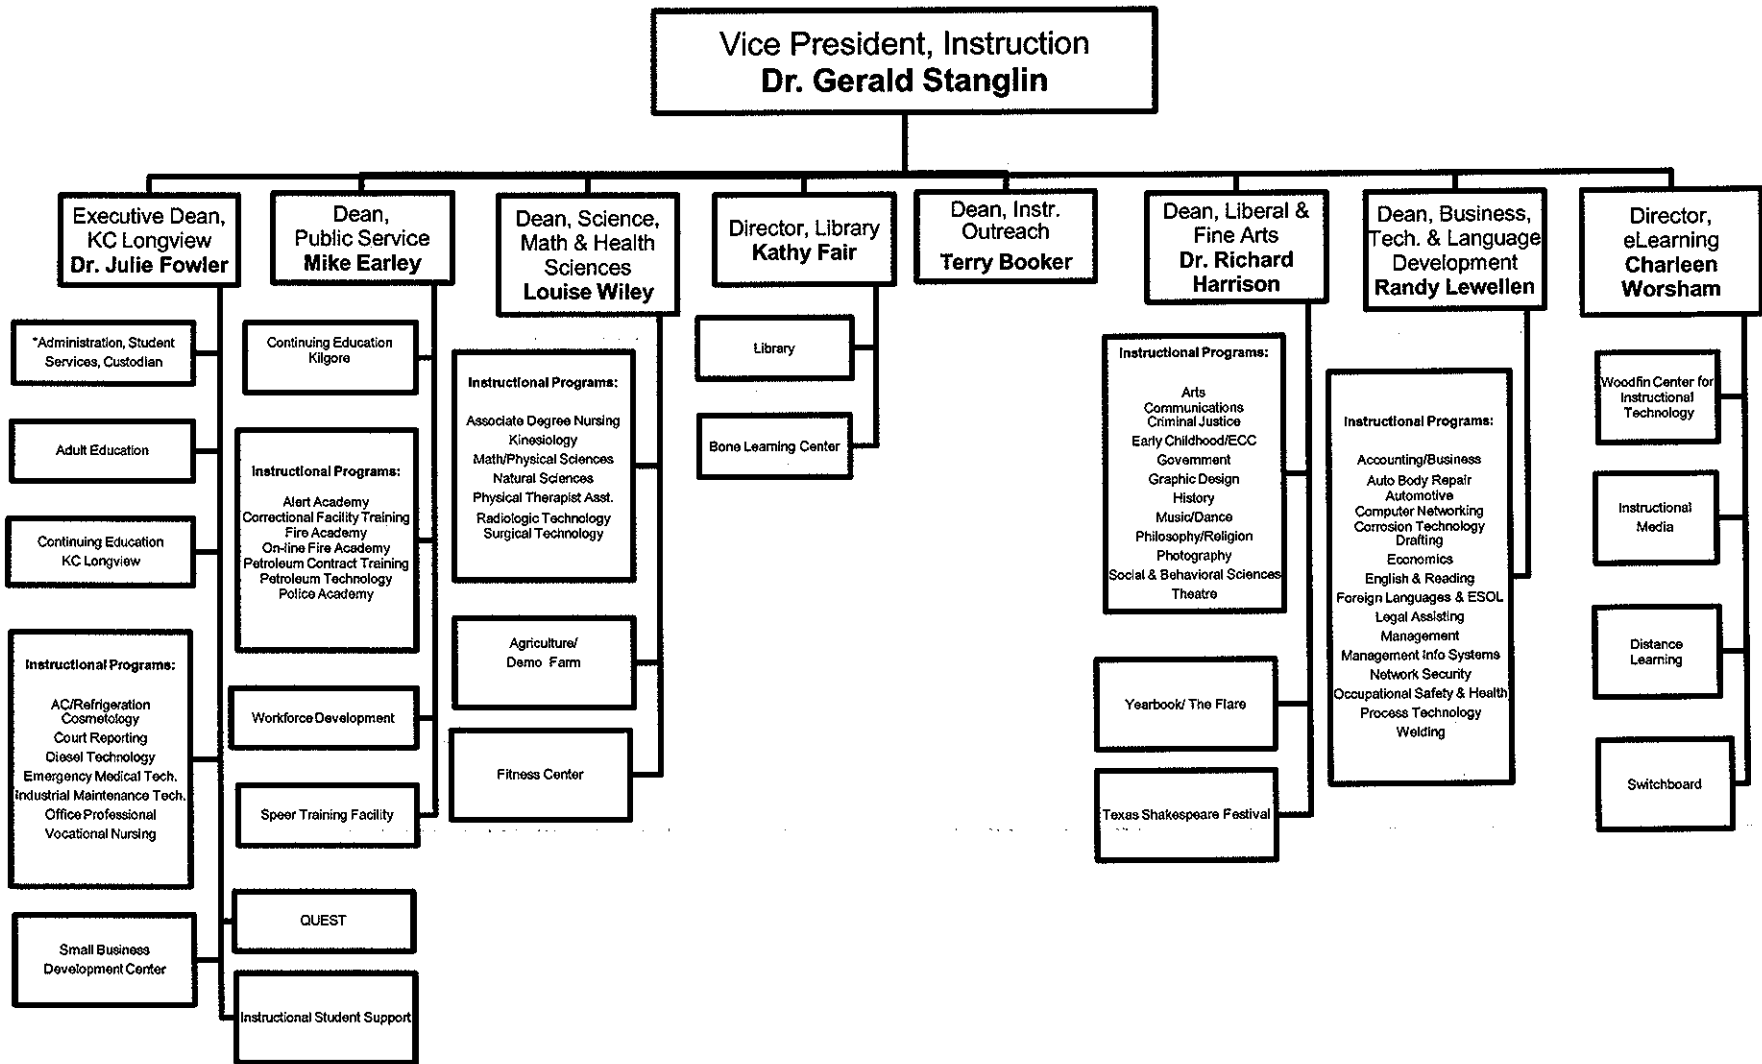 Vice President, Instruction
Dr. Gerald Stanglin
Executive Dean,
KC Longview
Dr. Julie Fowler
*Administration, Student
Services, Custodian
Adult Education
Continuing Education
KC Longview
Instructional Programs:
AC/Refrigeration
Cosmetology
Court Reporting
Diesel Technology
Emergency Medical Tech.
Industrial Maintenance Tech.
Office Professional
Vocational Nursing
Small Business
Development Center
QUEST
Instructional Student Support
Dean,
Public Service
Mike Earley
Continuing Education
Kilgore
Instructional Programs:
Alert Academy
Correctional Facility Training
Fire Academy
On-line Fire Academy
Petroleum Contract Training
Petroleum Technology
Police Academy
Workforce Development
Speer Training Facility
Dean, Science,
Math & Health
Sciences
Louise Wiley
Instructional Programs:
Associate Degree Nursing
Kinesiology
Math/Physical Sciences
Natural Sciences
Physical Therapist Asst.
Radiologic Technology
Surgical Technology
Agriculture/
Demo Farm
Fitness Center
Director, Library
Kathy Fair
Library
Bone Learning Center
Dean, Instr.
Outreach
Terry Booker
Dean, Liberal &
Fine Arts
Dr. Richard
Harrison
Instructional Programs:
Arts
Communications
Criminal Justice
Early Childhood/ECC
Government
Graphic Design
History
Music/Dance
Philosophy/Religion
Photography
Social & Behavioral Sciences
Theatre
Yearbook/ The Flare
Texas Shakespeare Festival
Dean, Business,
Tech. & Language
Development
Randy Lewellen
Instructional Programs:
Accounting/Business
Auto Body Repair
Automotive
Computer Networking
Corrosion Technology
Drafting
Economics
English & Reading
Foreign Languages & ESOL
Legal Assisting
Management
Management Info Systems
Network Security
Occupational Safety & Health
Process Technology
Welding
Director,
eLearning
Charleen
Worsham
Woodfin Center for
Instructional
Technology
Instructional
Media
Distance
Learning
Switchboard